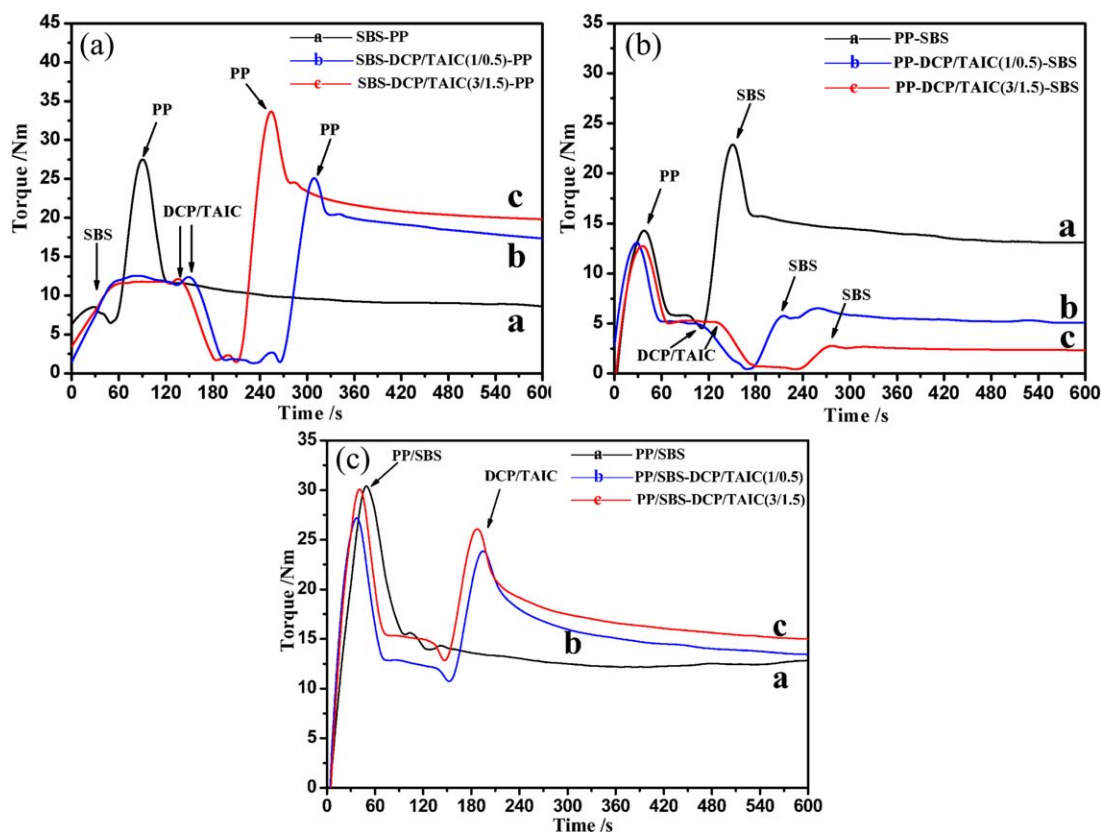 (a)
a SBS-PP
b SBS-DCP/TAIC(1/0.5)-PP
c SBS-DCP/TAIC(3/1.5)-PP
PP
PP
PP
DCP/TAIC
SBS
c
b
a
Torque /Nm
45
40
35
30
25
20
15
10
5
0
0 60 120 180 240 300 360 420 480 540 600
Time /s
(b)
a PP-SBS
b PP-DCP/TAIC(1/0.5)-SBS
c PP-DCP/TAIC(3/1.5)-SBS
SBS
PP
a
SBS
SBS
b
DCP/TAIC
c
Torque /Nm
35
30
25
20
15
10
5
0
0 60 120 180 240 300 360 420 480 540 600
Time /s
(c)
PP/SBS
a PP/SBS
b PP/SBS-DCP/TAIC(1/0.5)
c PP/SBS-DCP/TAIC(3/1.5)
DCP/TAIC
c
b
a
Torque /Nm
35
30
25
20
15
10
5
0
0 60 120 180 240 300 360 420 480 540 600
Time /s